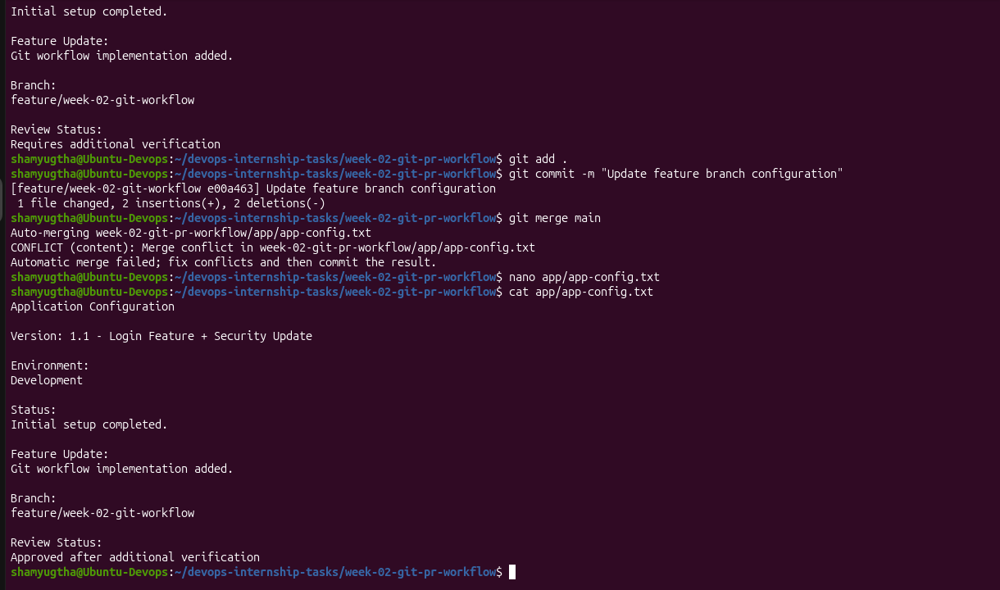 Initial setup completed.
Feature Update:
Git workflow implementation added.
Branch:
feature/week-02-git-workflow
Review Status:
Requires additional verification
shamyugtha@Ubuntu-Devops:~/devops-internship-tasks/week-02-git-pr-workflow$ git add .
shamyugtha@Ubuntu-Devops:~/devops-internship-tasks/week-02-git-pr-workflow$ git commit -m "Update feature branch configuration"
[feature/week-02-git-workflow e00a463] Update feature branch configuration
 1 file changed, 2 insertions(+), 2 deletions(-)
shamyugtha@Ubuntu-Devops:~/devops-internship-tasks/week-02-git-pr-workflow$ git merge main
Auto-merging week-02-git-pr-workflow/app/app-config.txt
CONFLICT (content): Merge conflict in week-02-git-pr-workflow/app/app-config.txt
Automatic merge failed; fix conflicts and then commit the result.
shamyugtha@Ubuntu-Devops:~/devops-internship-tasks/week-02-git-pr-workflow$ nano app/app-config.txt
shamyugtha@Ubuntu-Devops:~/devops-internship-tasks/week-02-git-pr-workflow$ cat app/app-config.txt
Application Configuration
Version: 1.1 - Login Feature + Security Update
Environment:
Development
Status:
Initial setup completed.
Feature Update:
Git workflow implementation added.
Branch:
feature/week-02-git-workflow
Review Status:
Approved after additional verification
shamyugtha@Ubuntu-Devops:~/devops-internship-tasks/week-02-git-pr-workflow$